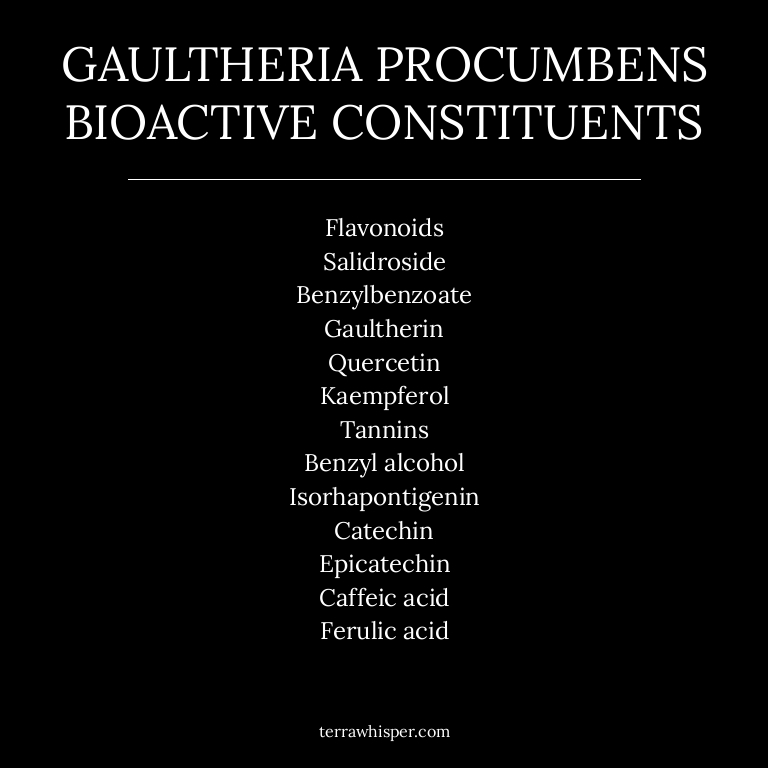 GAULTHERIA PROCUMBENS
BIOACTIVE CONSTITUENTS
Flavonoids
Salidroside
Benzylbenzoate
Gaultherin
Quercetin
Kaempferol
Tannins
Benzyl alcohol
Isorhapontigenin
Catechin
Epicatechin
Caffeic acid
Ferulic acid
terrawhisper.com